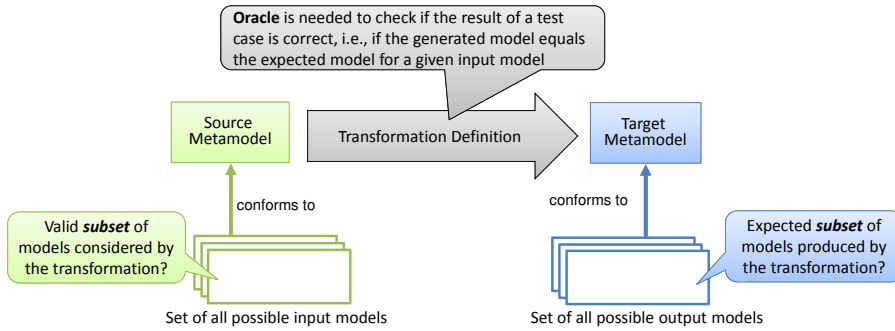 Oracle is needed to check if the result of a test
case is correct, i.e., if the generated model equals
the expected model for a given input model
Source
Metamodel
Transformation Definition
Target
Metamodel
conforms to
conforms to
Valid subset of
models considered by
the transformation?
Expected subset of
models produced by
the transformation?
Set of all possible input models
Set of all possible output models